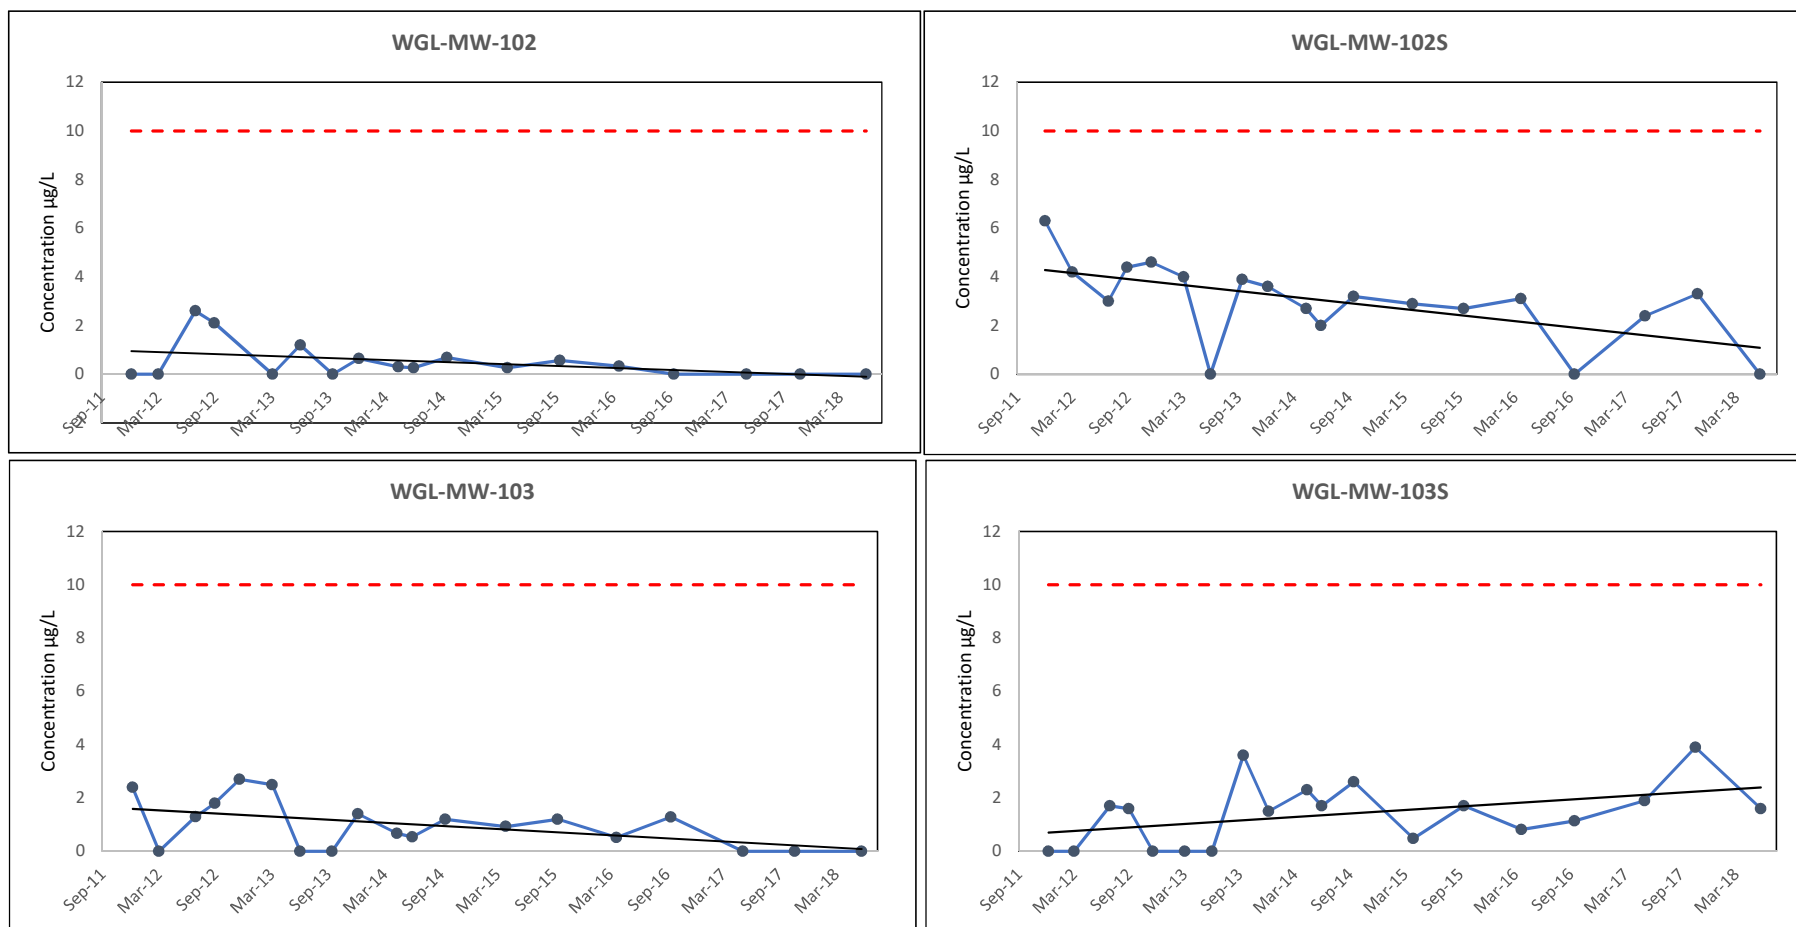 WGL-MW-102
12
10
8
6
4
2
0
Concentration µg/L
Sep-11
Mar-12
Sep-12
Mar-13
Sep-13
Mar-14
Sep-14
Mar-15
Sep-15
Mar-16
Sep-16
Mar-17
Sep-17
Mar-18
WGL-MW-102S
12
10
8
6
4
2
0
Concentration µg/L
Sep-11
Mar-12
Sep-12
Mar-13
Sep-13
Mar-14
Sep-14
Mar-15
Sep-15
Mar-16
Sep-16
Mar-17
Sep-17
Mar-18
WGL-MW-103
12
10
8
6
4
2
0
Concentration µg/L
Sep-11
Mar-12
Sep-12
Mar-13
Sep-13
Mar-14
Sep-14
Mar-15
Sep-15
Mar-16
Sep-16
Mar-17
Sep-17
Mar-18
WGL-MW-103S
12
10
8
6
4
2
0
Concentration µg/L
Sep-11
Mar-12
Sep-12
Mar-13
Sep-13
Mar-14
Sep-14
Mar-15
Sep-15
Mar-16
Sep-16
Mar-17
Sep-17
Mar-18